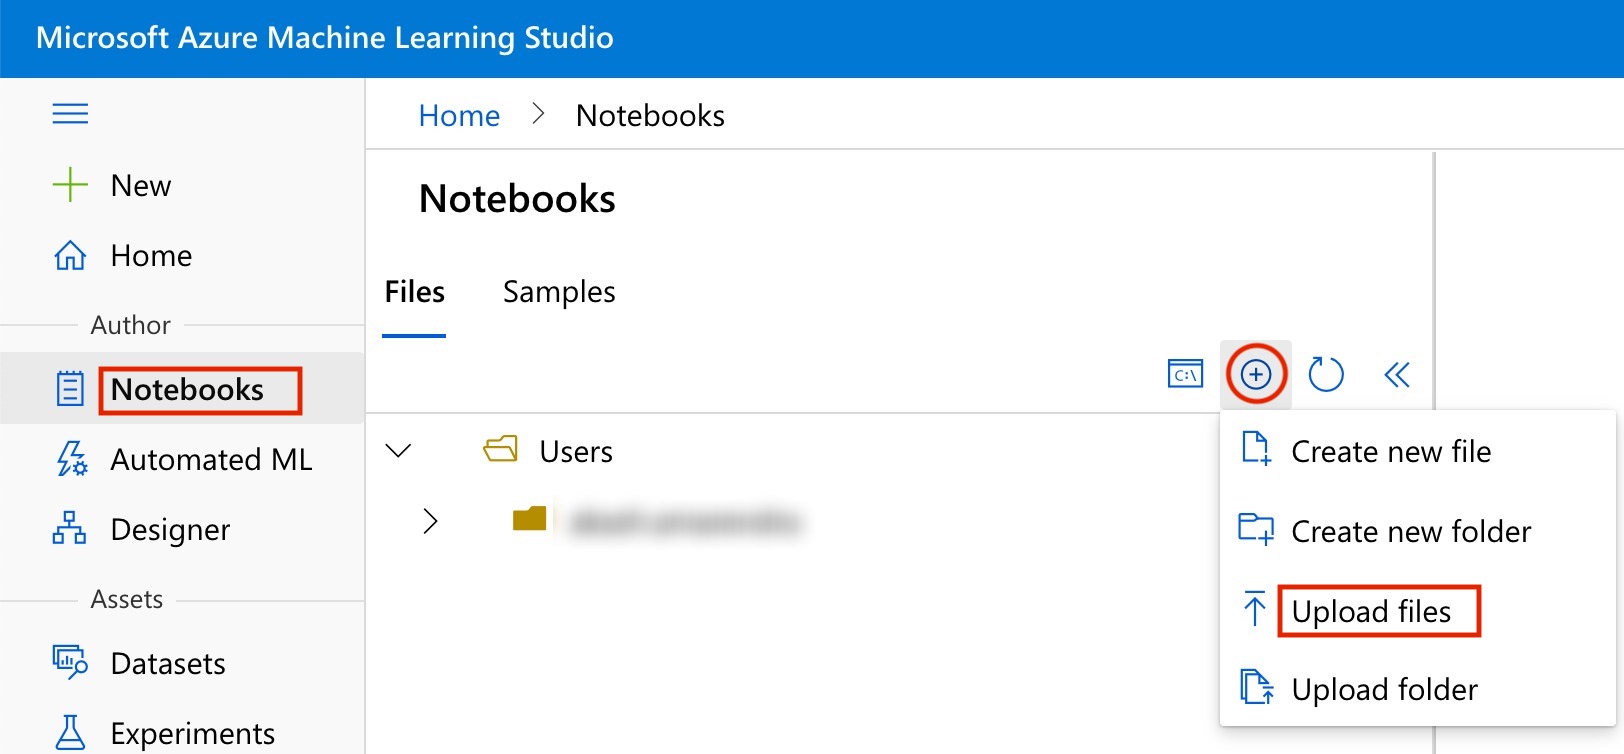 Microsoft Azure Machine Learning Studio
New
Home
Author
Notebooks
Automated ML
Designer
Assets
Datasets
Experiments
Home > Notebooks
Notebooks
Files Samples
C:\
Users
Create new file
Create new folder
Upload files
Upload folder